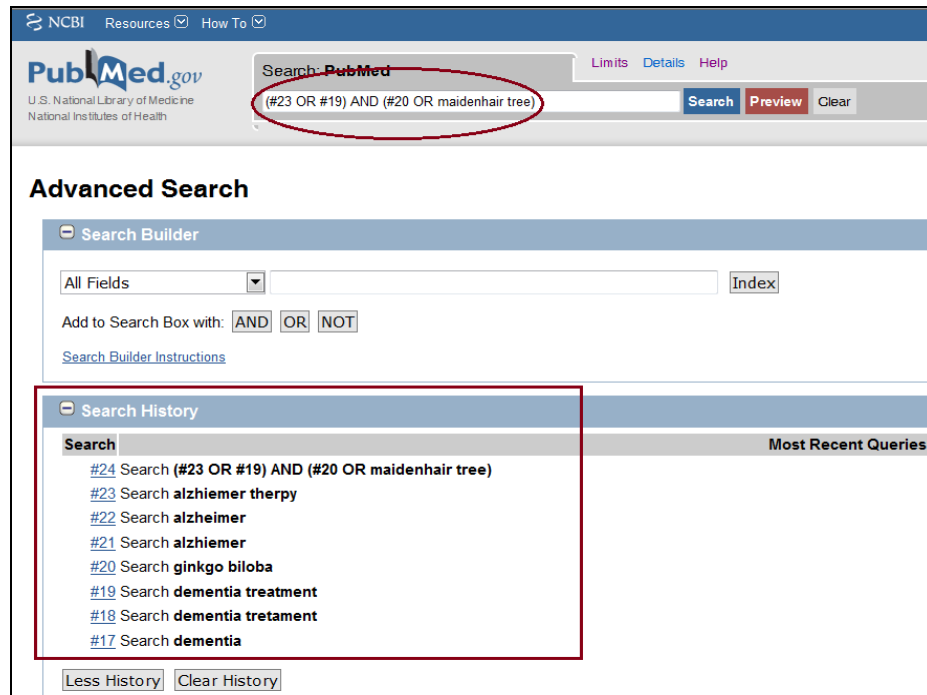 NCBI Resources How To
PubMed.gov
U.S. National Library of Medicine
National Institutes of Health
Search: PubMed
Limits Details Help
(#23 OR #19) AND (#20 OR maidenhair tree)
Search Preview Clear
Advanced Search
Search Builder
All Fields
Index
Add to Search Box with: AND OR NOT
Search Builder Instructions
Search History
Search Most Recent Queries
#24 Search (#23 OR #19) AND (#20 OR maidenhair tree)
#23 Search alzhiemer therpy
#22 Search alzheimer
#21 Search alzhiemer
#20 Search ginkgo biloba
#19 Search dementia treatment
#18 Search dementia tretament
#17 Search dementia
Less History Clear History